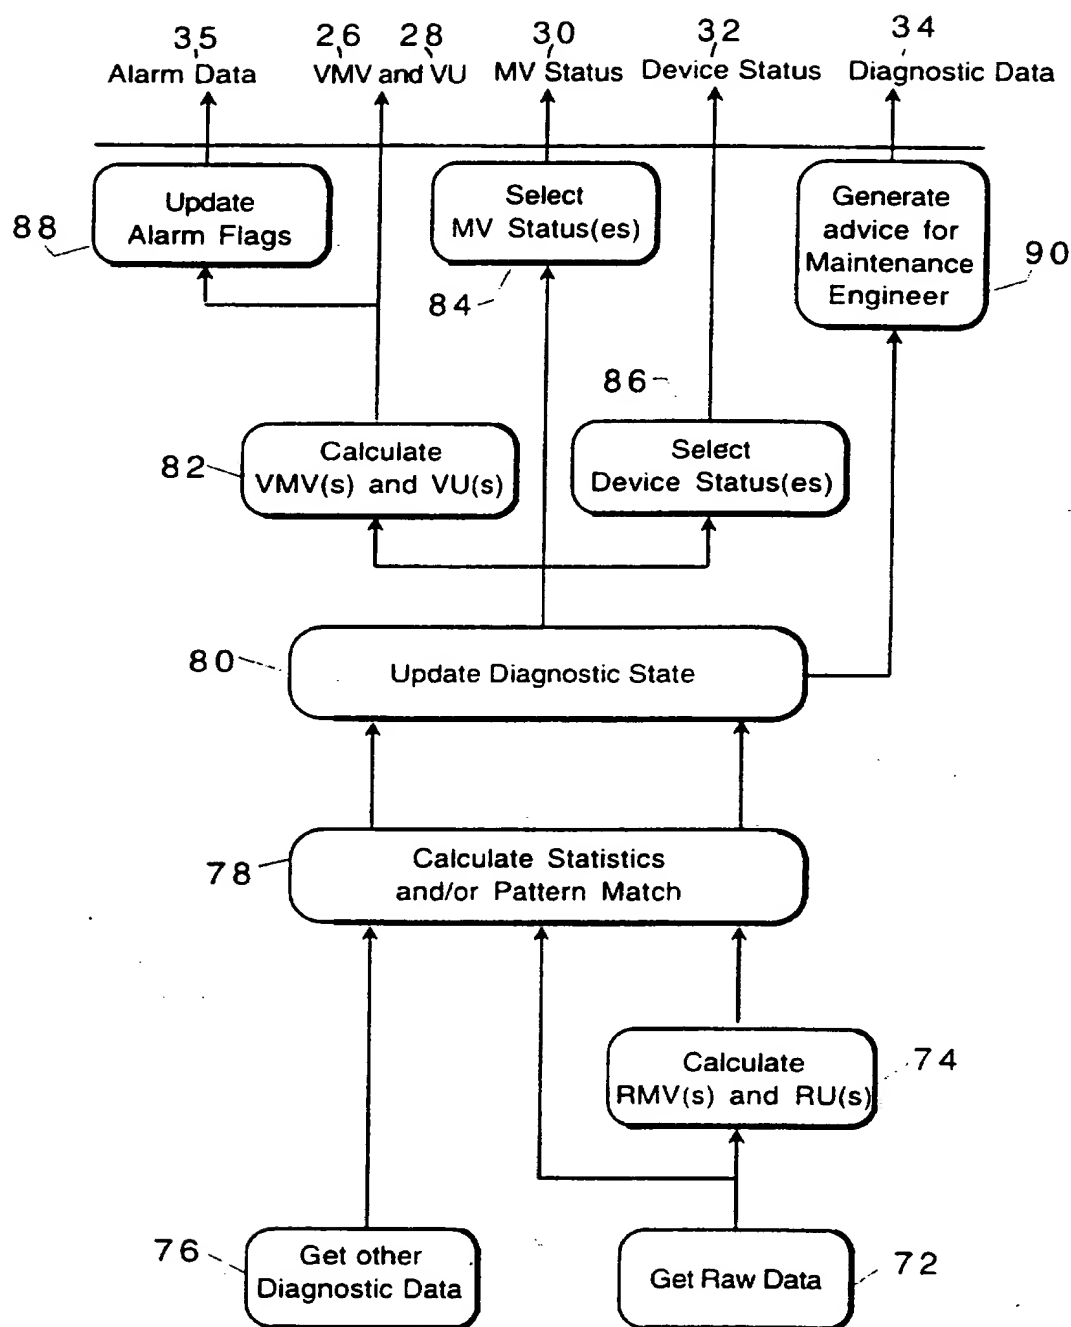 35 26 28 30 32 34
Alarm Data VMV and VU MV Status Device Status Diagnostic Data
88
Update
Alarm Flags
Select
MV Status(es)
84
Generate
advice for
Maintenance
Engineer
90
82
Calculate
VMV(s) and VU(s)
86
Select
Device Status(es)
80
Update Diagnostic State
78
Calculate Statistics
and/or Pattern Match
Calculate
RMV(s) and RU(s)
74
76
Get other
Diagnostic Data
Get Raw Data
72